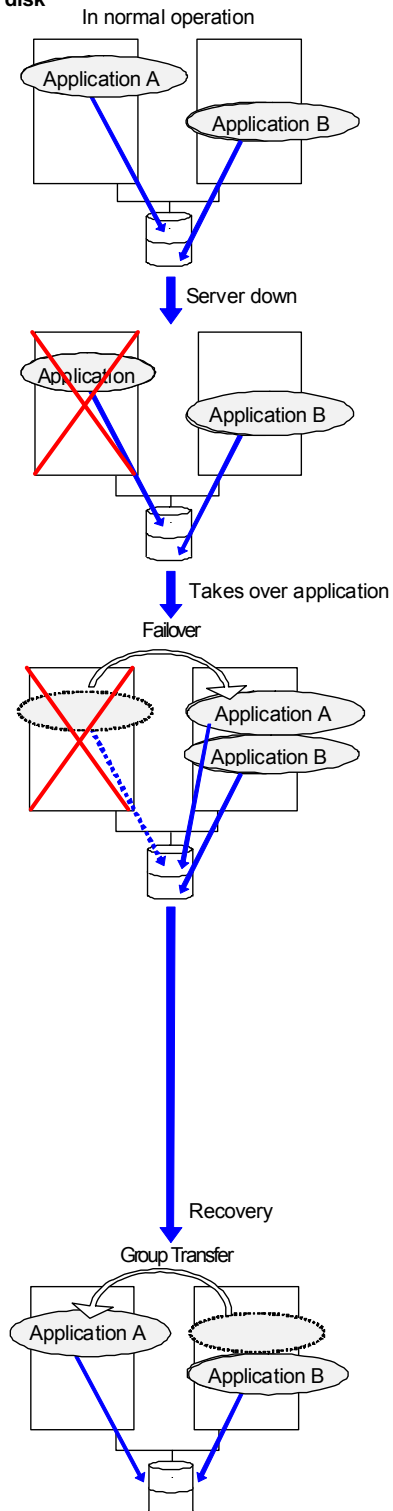 disk
In normal operation
Application A
Application B
Server down
Application
Application B
Takes over application
Failover
Application A
Application B
Recovery
Group Transfer
Application A
Application B